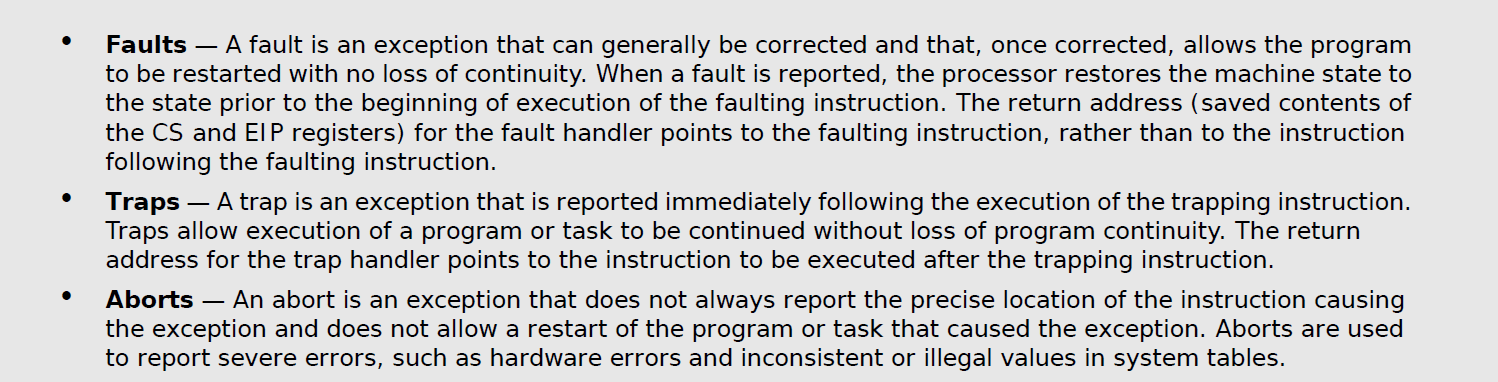 • Faults — A fault is an exception that can generally be corrected and that, once corrected, allows the program
to be restarted with no loss of continuity. When a fault is reported, the processor restores the machine state to
the state prior to the beginning of execution of the faulting instruction. The return address (saved contents of
the CS and EIP registers) for the fault handler points to the faulting instruction, rather than to the instruction
following the faulting instruction.
• Traps — A trap is an exception that is reported immediately following the execution of the trapping instruction.
Traps allow execution of a program or task to be continued without loss of program continuity. The return
address for the trap handler points to the instruction to be executed after the trapping instruction.
• Aborts — An abort is an exception that does not always report the precise location of the instruction causing
the exception and does not allow a restart of the program or task that caused the exception. Aborts are used
to report severe errors, such as hardware errors and inconsistent or illegal values in system tables.